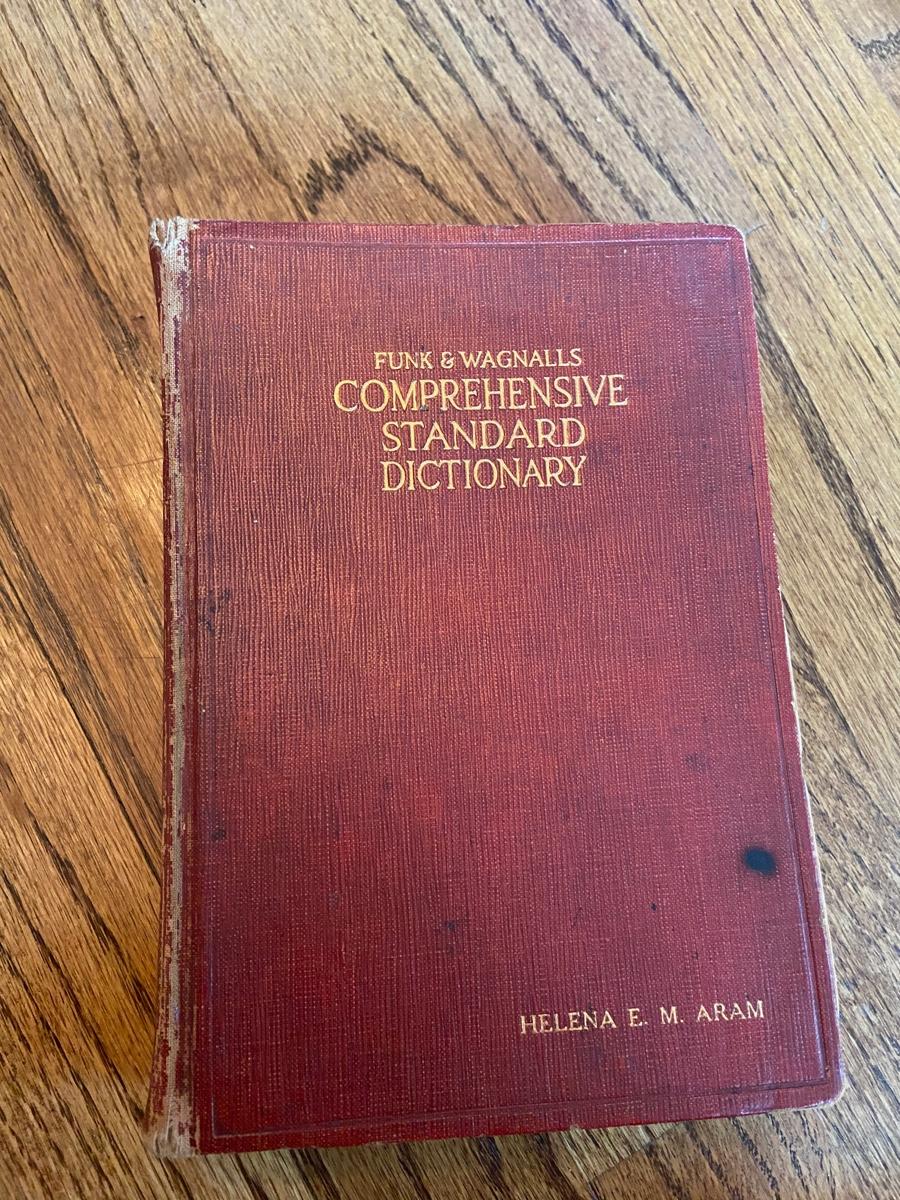 FUNK & WAGNALLS
COMPREHENSIVE
STANDARD
DICTIONARY
HELENA E. M. ARAM